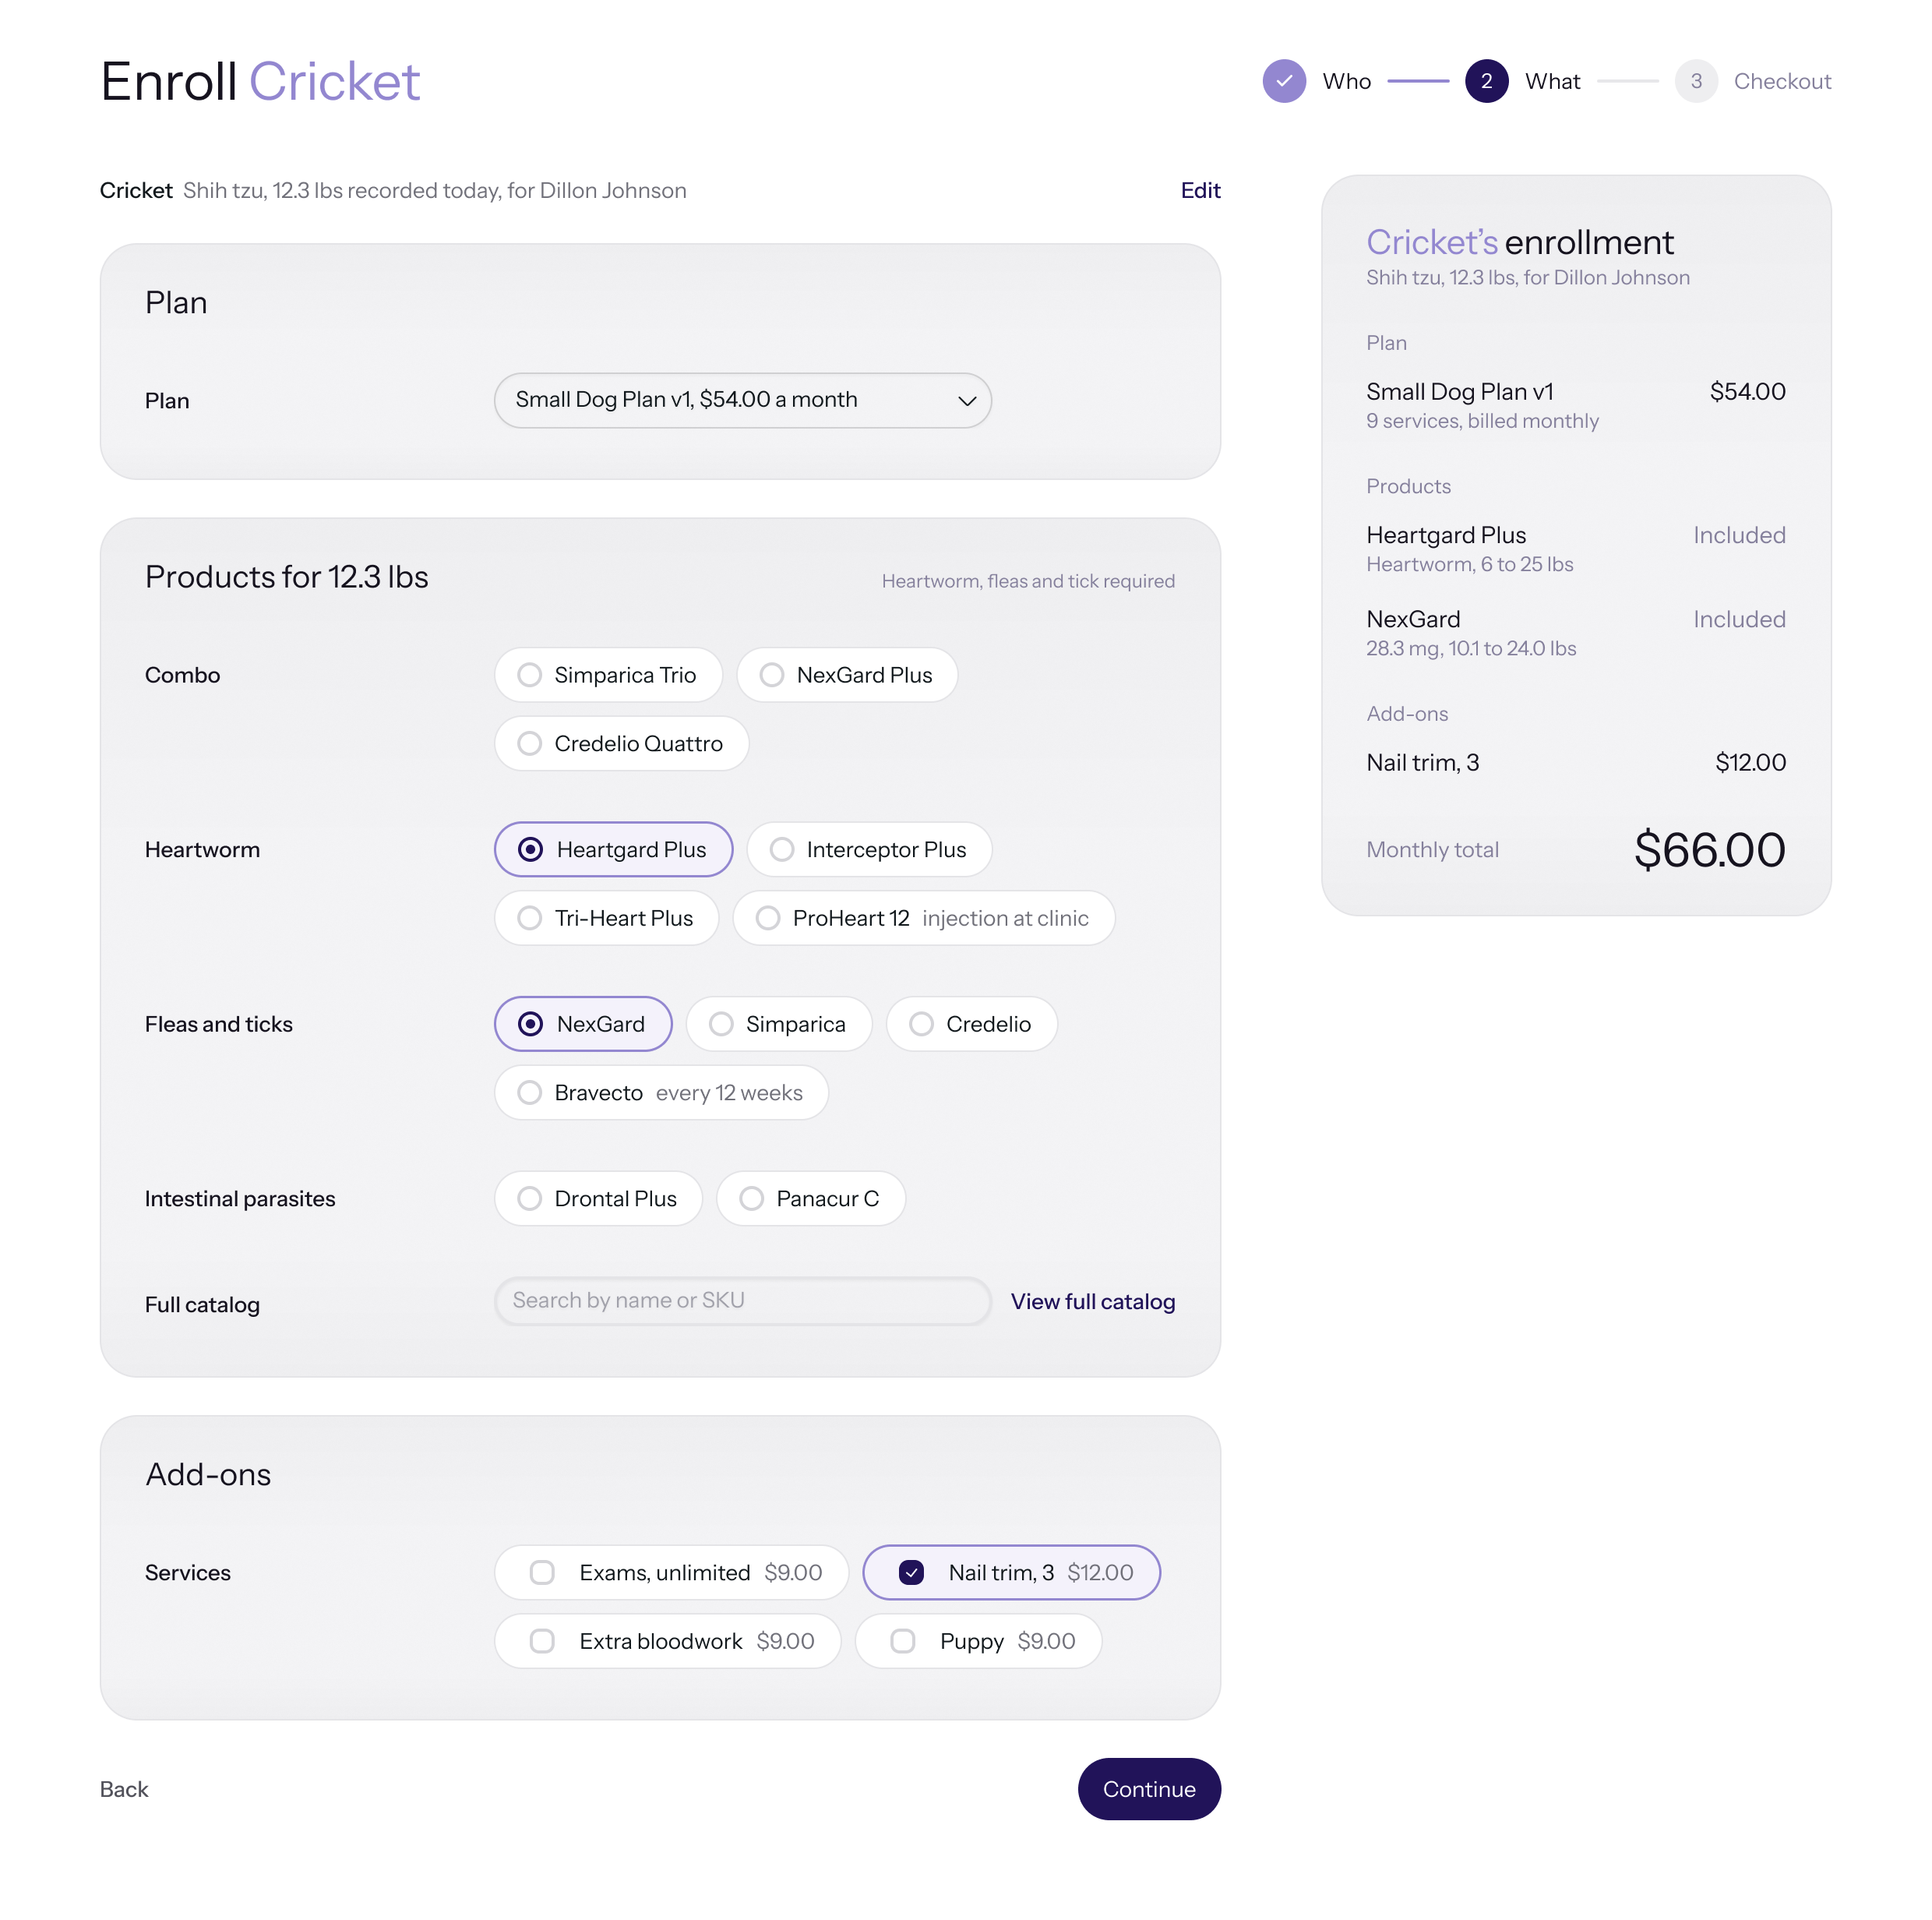 Enroll Cricket
Who
2 What
3 Checkout
Cricket Shih tzu, 12.3 lbs recorded today, for Dillon Johnson
Edit
Plan
Plan
Small Dog Plan v1, $54.00 a month
Products for 12.3 lbs
Heartworm, fleas and tick required
Combo
Simparica Trio
NexGard Plus
Credelio Quattro
Heartworm
Heartgard Plus
Interceptor Plus
Tri-Heart Plus
ProHeart 12 injection at clinic
Fleas and ticks
NexGard
Simparica
Credelio
Bravecto every 12 weeks
Intestinal parasites
Drontal Plus
Panacur C
Full catalog
Search by name or SKU
View full catalog
Add-ons
Services
Exams, unlimited $9.00
Nail trim, 3 $12.00
Extra bloodwork $9.00
Puppy $9.00
Back
Continue
Cricket’s enrollment
Shih tzu, 12.3 lbs, for Dillon Johnson
Plan
Small Dog Plan v1 $54.00
9 services, billed monthly
Products
Heartgard Plus Included
Heartworm, 6 to 25 lbs
NexGard Included
28.3 mg, 10.1 to 24.0 lbs
Add-ons
Nail trim, 3 $12.00
Monthly total $66.00